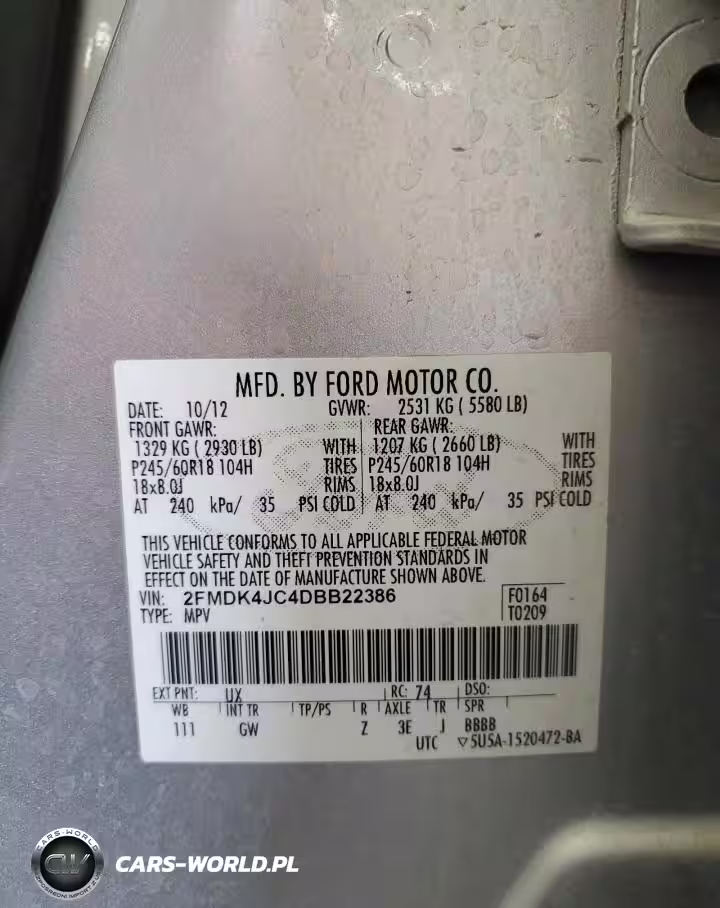 MFD. BY FORD MOTOR CO.
DATE: 10/12 GVWR: 2531 KG ( 5580 LB)
FRONT GAWR: REAR GAWR:
1329 KG ( 2930 LB) WITH 1207 KG ( 2660 LB) WITH
P245/60R18 104H TIRES P245/60R18 104H TIRES
18x8.0J RIMS 18x8.0J RIMS
AT 240 kPa/ 35 PSI COLD AT 240 kPa/ 35 PSI COLD
THIS VEHICLE CONFORMS TO ALL APPLICABLE FEDERAL MOTOR
VEHICLE SAFETY AND THEFT PREVENTION STANDARDS IN
EFFECT ON THE DATE OF MANUFACTURE SHOWN ABOVE.
VIN: 2FMDK4JC4DBB22386 F0164
TYPE: MPV T0209
EXT PNT: UX RC: 74 DSO:
WB INT TR TP/PS R AXLE TR SPR
111 GW Z 3E J BBBB
UTC ▽5U5A-1520472-BA
CARS-WORLD
CW
CARS-WORLD.PL